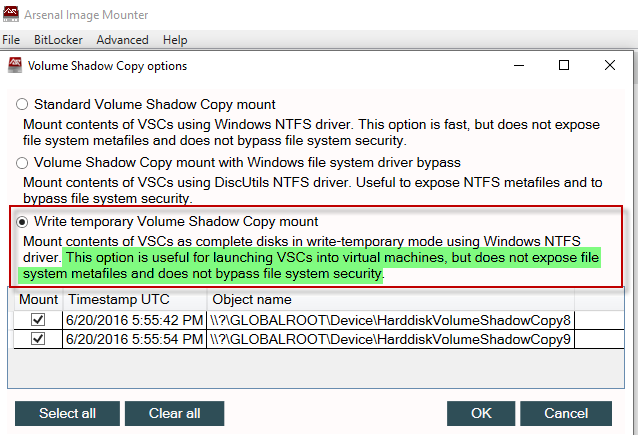 Arsenal Image Mounter
File BitLocker Advanced Help
Volume Shadow Copy options
Standard Volume Shadow Copy mount
Mount contents of VSCs using Windows NTFS driver. This option is fast, but does not expose
file system metafiles and does not bypass file system security.
Volume Shadow Copy mount with Windows file system driver bypass
Mount contents of VSCs using DiscUtils NTFS driver. Useful to expose NTFS metafiles and to
bypass file system security.
Write temporary Volume Shadow Copy mount
Mount contents of VSCs as complete disks in write-temporary mode using Windows NTFS
driver. This option is useful for launching VSCs into virtual machines, but does not expose file
system metafiles and does not bypass file system security.
Mount Timestamp UTC Object name
6/20/2016 5:55:42 PM \\?\GLOBALROOT\Device\HarddiskVolumeShadowCopy8
6/20/2016 5:55:54 PM \\?\GLOBALROOT\Device\HarddiskVolumeShadowCopy9
Select all Clear all OK Cancel